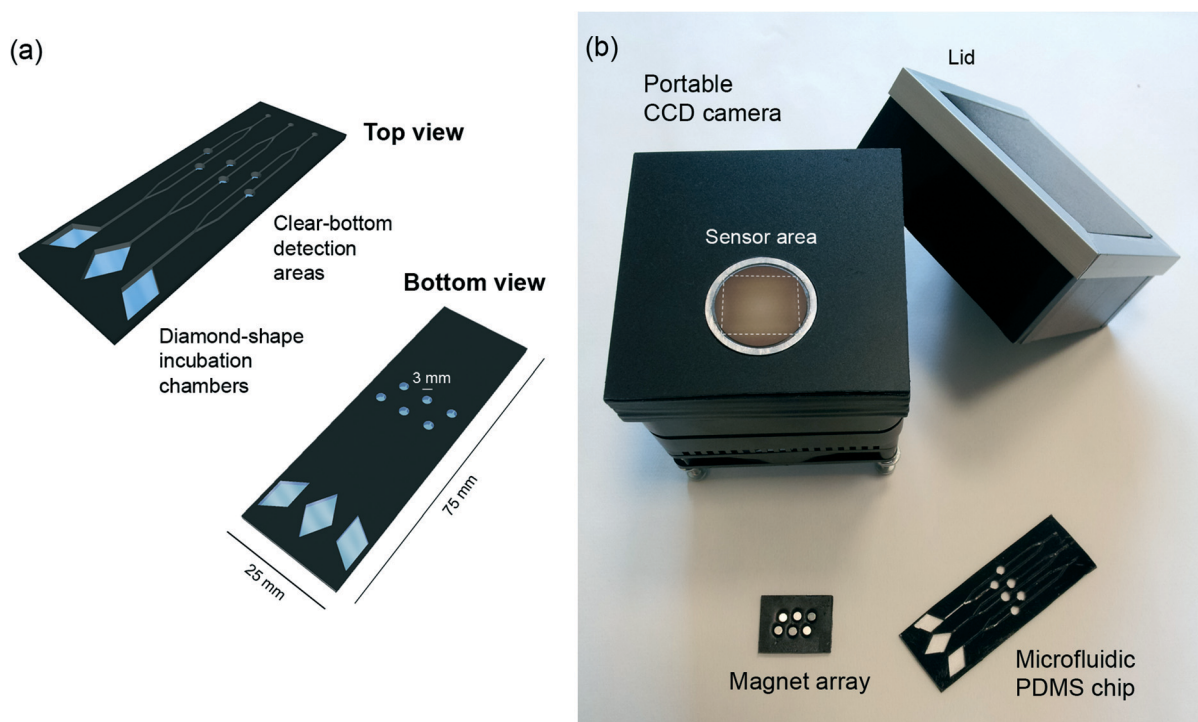 (a)
Top view
Clear-bottom
detection
areas
Bottom view
Diamond-shape
incubation
chambers
3 mm
75 mm
25 mm
(b)
Portable
CCD camera
Lid
Sensor area
Magnet array
Microfluidic
PDMS chip